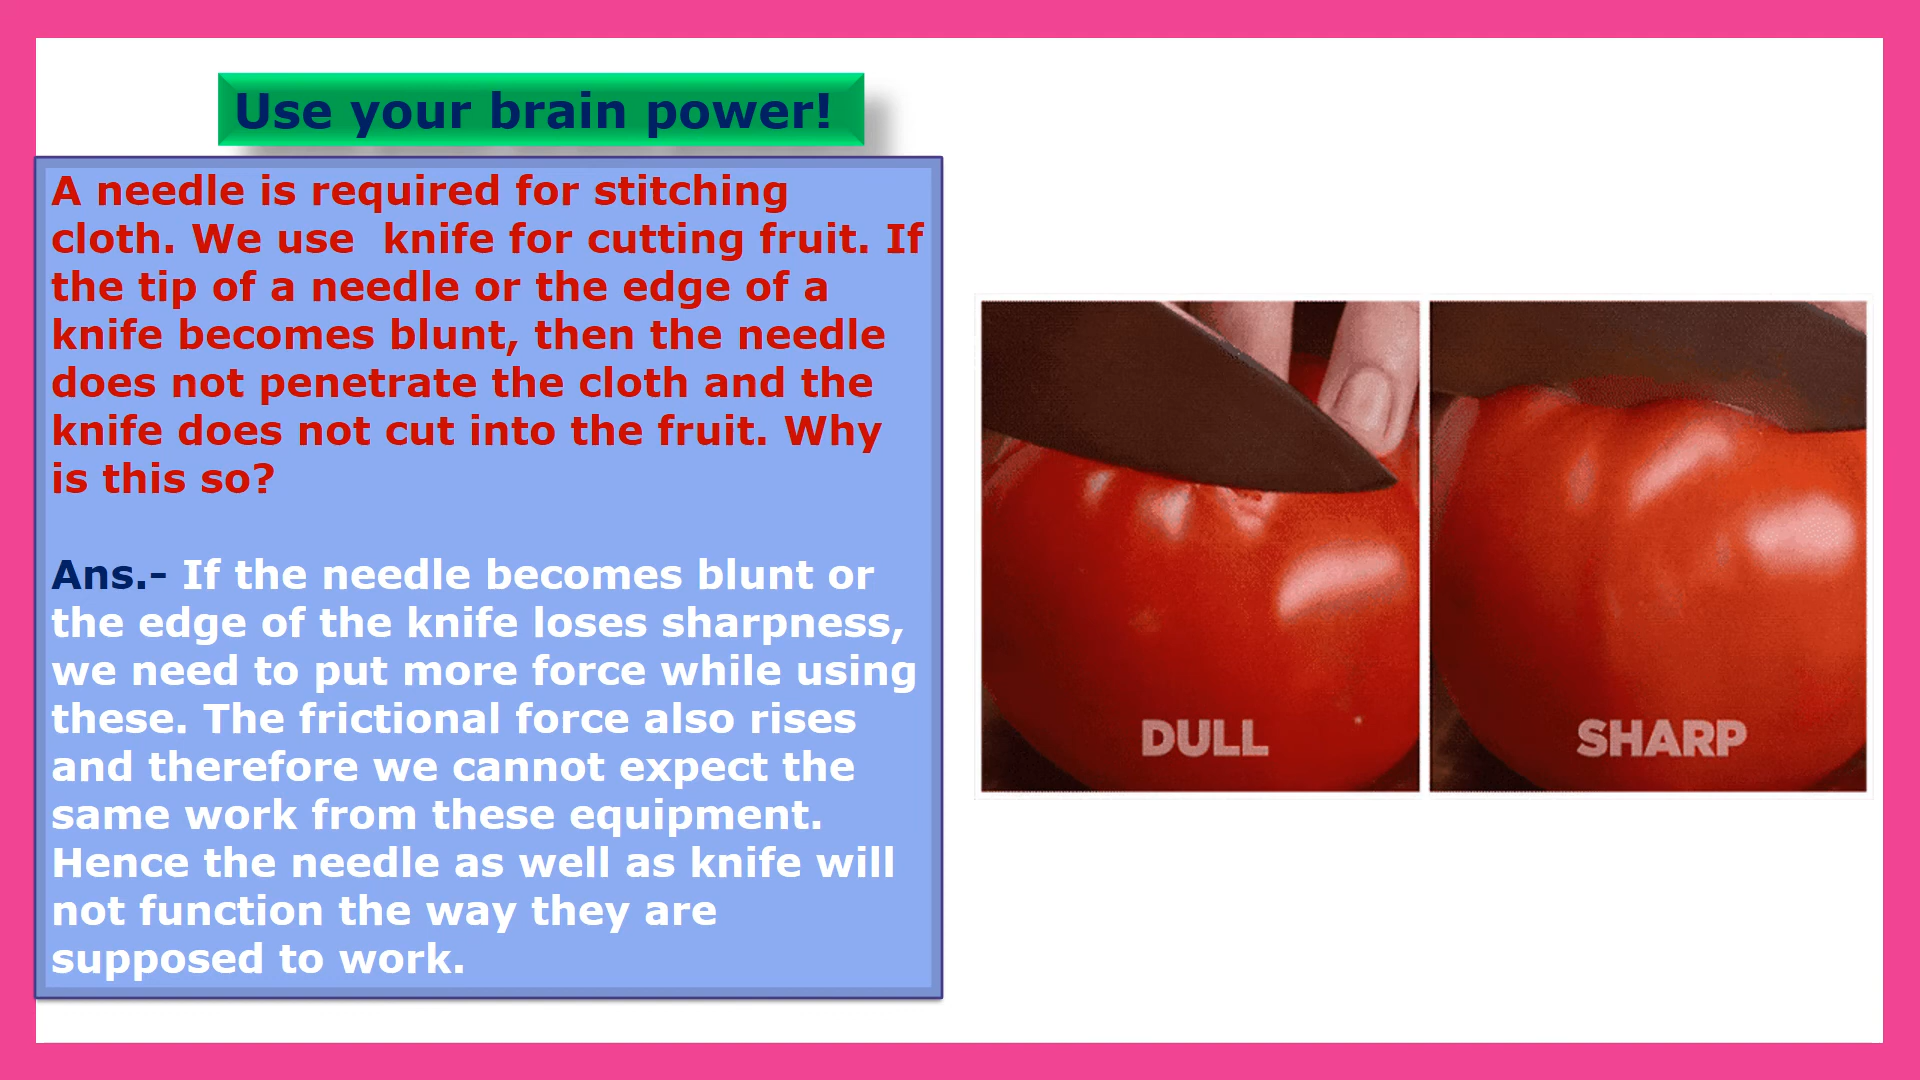 Use your brain power!
A needle is required for stitching
cloth. We use  knife for cutting fruit. If
the tip of a needle or the edge of a
knife becomes blunt, then the needle
does not penetrate the cloth and the
knife does not cut into the fruit. Why
is this so?
Ans.– If the needle becomes blunt or
the edge of the knife loses sharpness,
we need to put more force while using
these. The frictional force also rises
and therefore we cannot expect the
same work from these equipment.
Hence the needle as well as knife will
not function the way they are
supposed to work.
DULL
SHARP